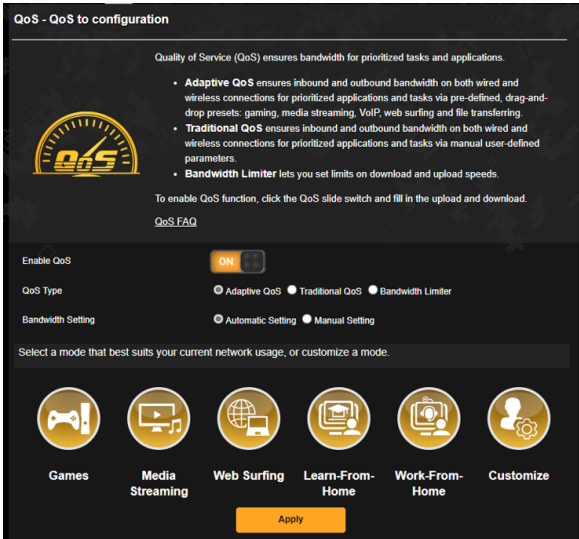 QoS - QoS to configuration
Quality of Service (QoS) ensures bandwidth for prioritized tasks and applications.
• Adaptive QoS ensures inbound and outbound bandwidth on both wired and
wireless connections for prioritized applications and tasks via pre-defined, drag-and-
drop presets: gaming, media streaming, VoIP, web surfing and file transferring.
• Traditional QoS ensures inbound and outbound bandwidth on both wired and
wireless connections for prioritized applications and tasks via manual user-defined
parameters.
• Bandwidth Limiter lets you set limits on download and upload speeds.
QoS
To enable QoS function, click the QoS slide switch and fill in the upload and download.
QoS FAQ
Enable QoS ON
QoS Type Adaptive QoS Traditional QoS Bandwidth Limiter
Bandwidth Setting Automatic Setting Manual Setting
Select a mode that best suits your current network usage, or customize a mode.
Games Media Web Surfing Learn-From- Work-From- Customize
Streaming Home Home
Apply